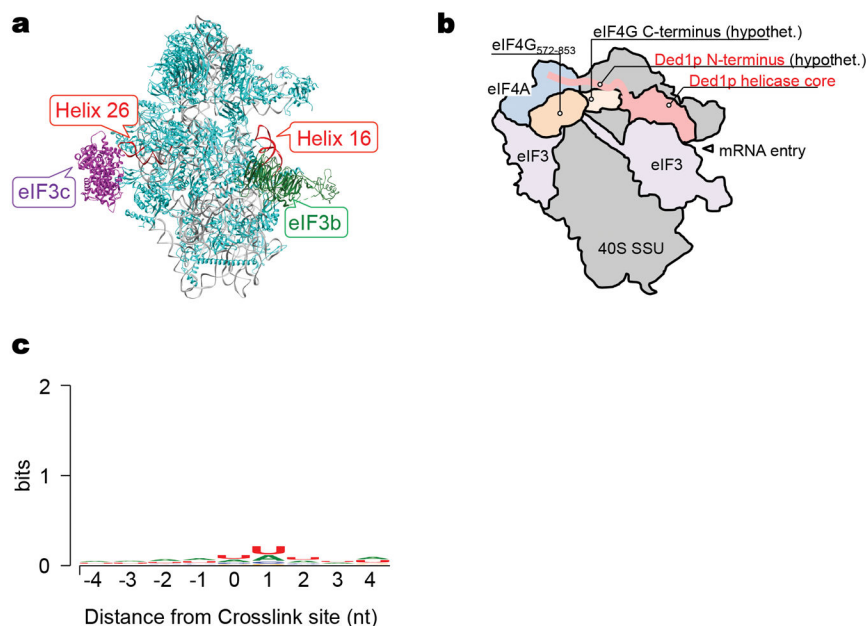 a
Helix 26
Helix 16
eIF3c
eIF3b
b
eIF4G C-terminus (hypothet.)
eIF4G572-853
Ded1p N-terminus (hypothet.)
Ded1p helicase core
eIF4A
eIF3
eIF3
mRNA entry
40S SSU
c
2
bits
1
0
-4 -3 -2 -1 0 1 2 3 4
Distance from Crosslink site (nt)